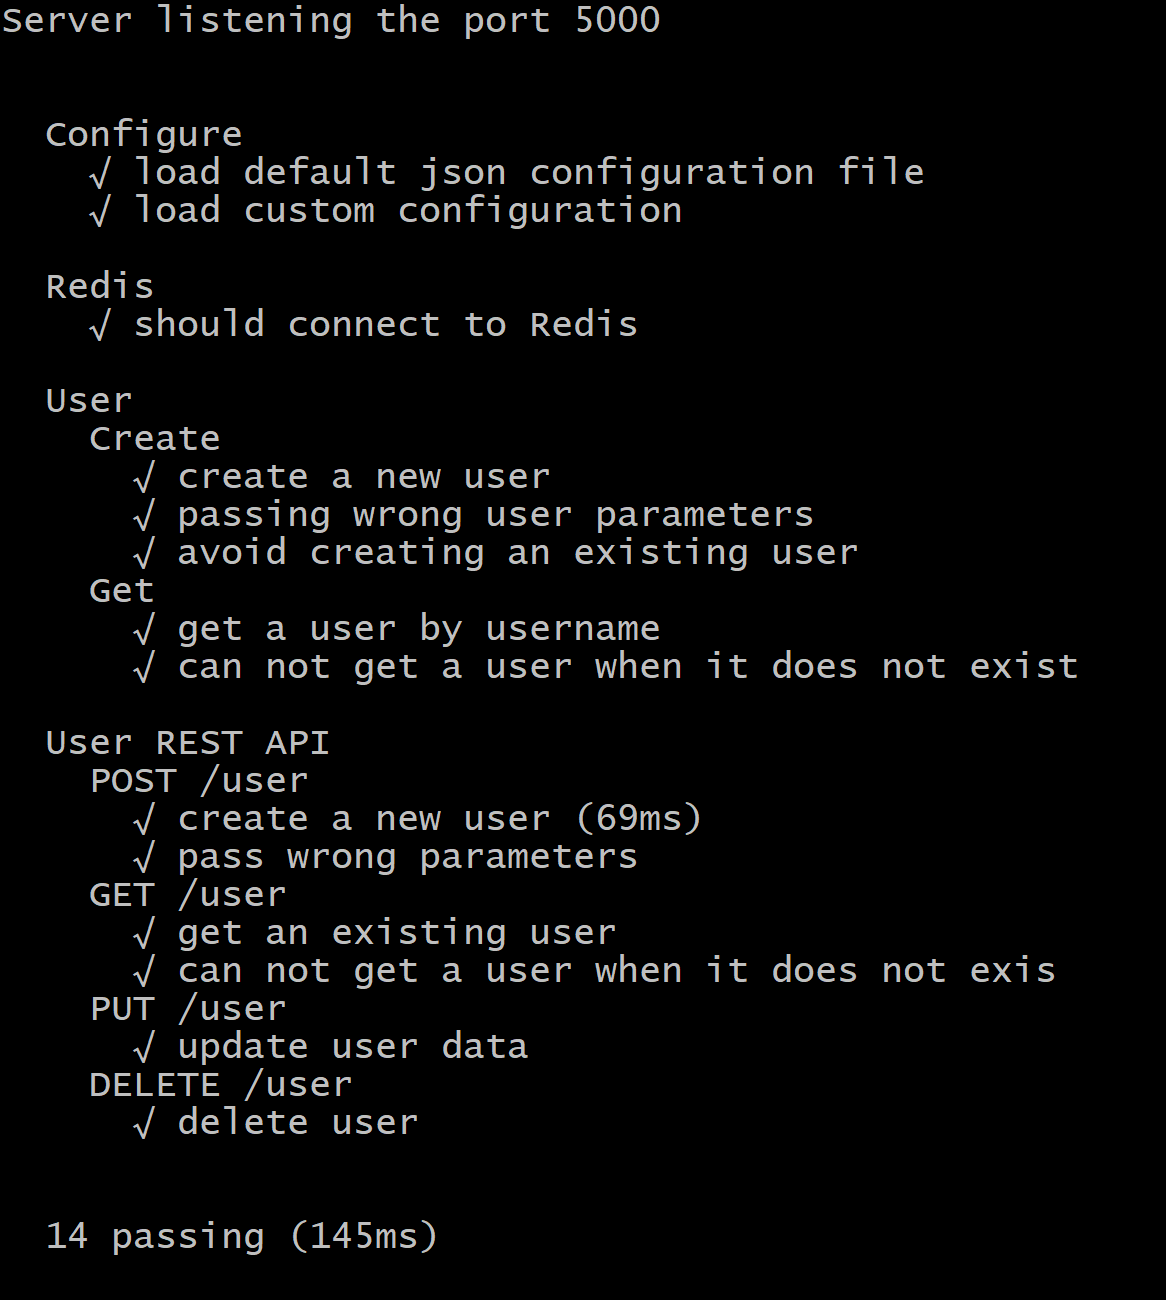 Server listening the port 5000
Configure
√ load default json configuration file
√ load custom configuration
Redis
√ should connect to Redis
User
Create
√ create a new user
√ passing wrong user parameters
√ avoid creating an existing user
Get
√ get a user by username
√ can not get a user when it does not exist
User REST API
POST /user
√ create a new user (69ms)
√ pass wrong parameters
GET /user
√ get an existing user
√ can not get a user when it does not exis
PUT /user
√ update user data
DELETE /user
√ delete user
14 passing (145ms)